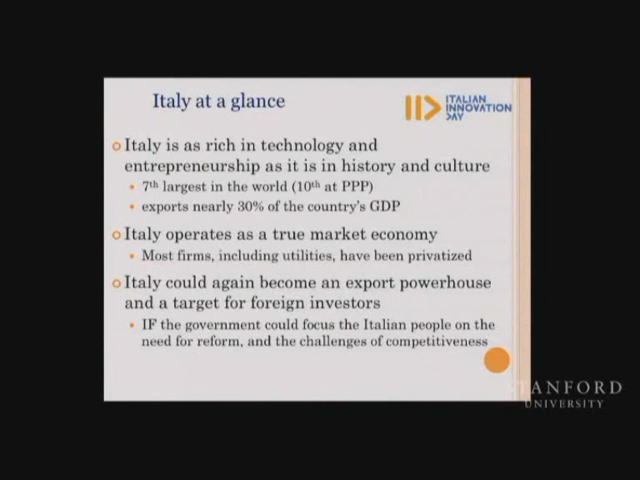 Italy at a glance
ITALIAN
INNOVATION
DAY
Italy is as rich in technology and
entrepreneurship as it is in history and culture
7th largest in the world (10th at PPP)
exports nearly 30% of the country's GDP
Italy operates as a true market economy
Most firms, including utilities, have been privatized
Italy could again become an export powerhouse
and a target for foreign investors
IF the government could focus the Italian people on the
need for reform, and the challenges of competitiveness
STANFORD
UNIVERSITY